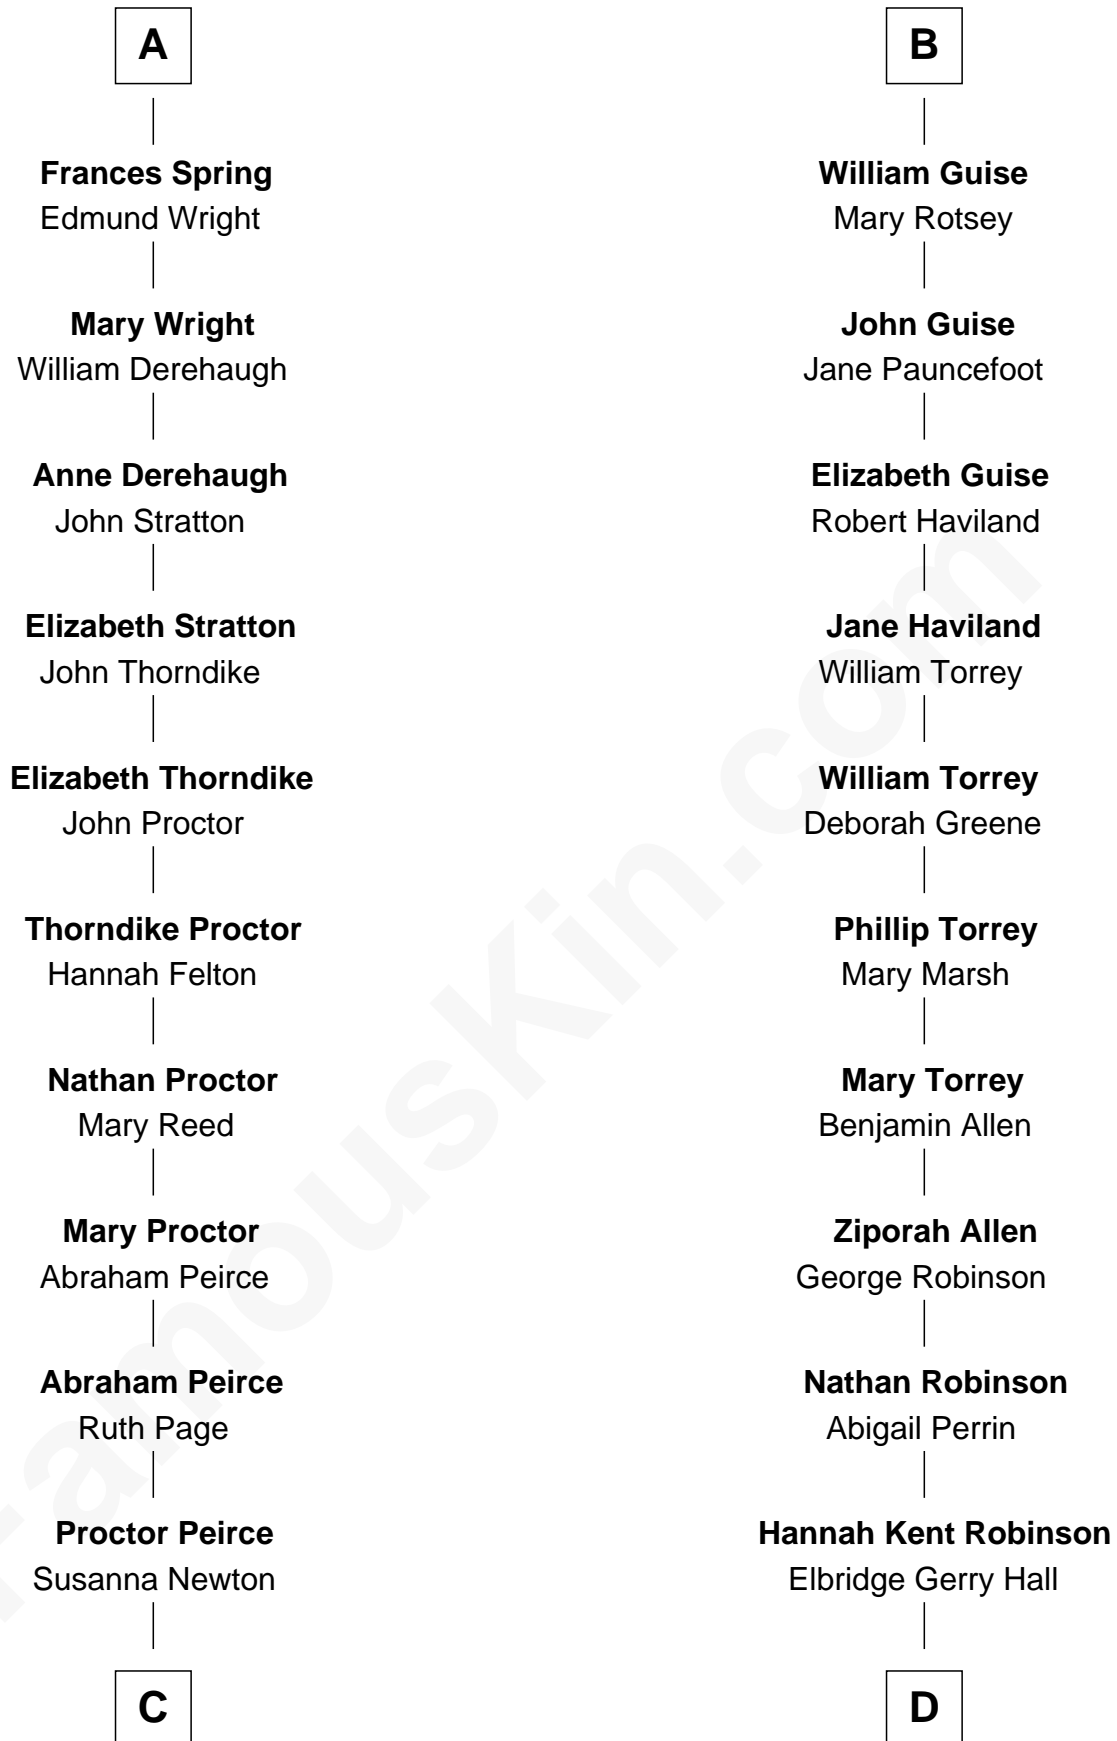 A
Frances Spring
Edmund Wright
Mary Wright
William Derehaugh
Anne Derehaugh
John Stratton
Elizabeth Stratton
John Thorndike
Elizabeth Thorndike
John Proctor
Thorndike Proctor
Hannah Felton
Nathan Proctor
Mary Reed
Mary Proctor
Abraham Peirce
Abraham Peirce
Ruth Page
Proctor Peirce
Susanna Newton
C
B
William Guise
Mary Rotsey
John Guise
Jane Pauncefoot
Elizabeth Guise
Robert Haviland
Jane Haviland
William Torrey
William Torrey
Deborah Greene
Phillip Torrey
Mary Marsh
Mary Torrey
Benjamin Allen
Ziporah Allen
George Robinson
Nathan Robinson
Abigail Perrin
Hannah Kent Robinson
Elbridge Gerry Hall
D
FamousKin.com